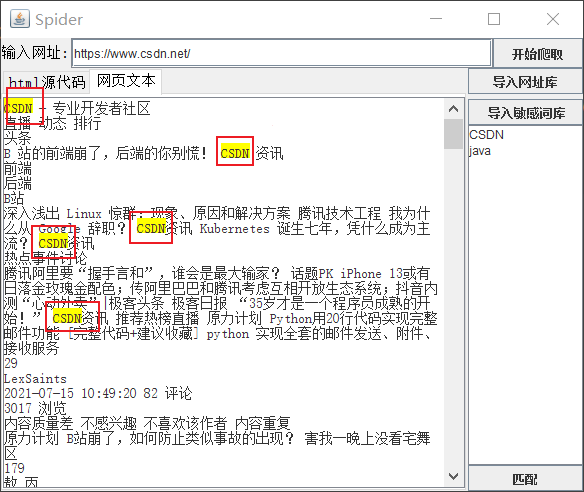 Spider
输入网址:
https://www.csdn.net/
开始爬取
html源代码
网页文本
导入网址库
导入敏感词库
CSDN
java
CSDN - 专业开发者社区
直播 动态 排行
头条
B 站的前端崩了，后端的你别慌！ CSDN 资讯
前端
后端
B站
深入浅出 Linux 惊群：现象、原因和解决方案 腾讯技术工程 我为什
么从 Google 辞职？ CSDN资讯 Kubernetes 诞生七年，凭什么成为主
流？CSDN资讯
热点事件讨论
腾讯阿里要“握手言和”，谁会是最大输家？ 话题PK iPhone 13或有
日落金玫瑰金配色；传阿里巴巴和腾讯考虑互相开放生态系统；抖音内
测“心动外卖”|极客头条 极客日报 “35岁才是一个程序员成熟的开
始！” CSDN资讯 推荐热榜直播 原力计划 Python用20行代码实现完整
邮件功能 [完整代码+建议收藏] python 实现全套的邮件发送、附件、
接收服务
29
LexSaints
2021-07-15 10:49:20 82 评论
3017 浏览
内容质量差 不感兴趣 不喜欢该作者 内容重复
原力计划 B站崩了，如何防止类似事故的出现？ 害我一晚上没看宅舞
区
179
敖 丙
匹配